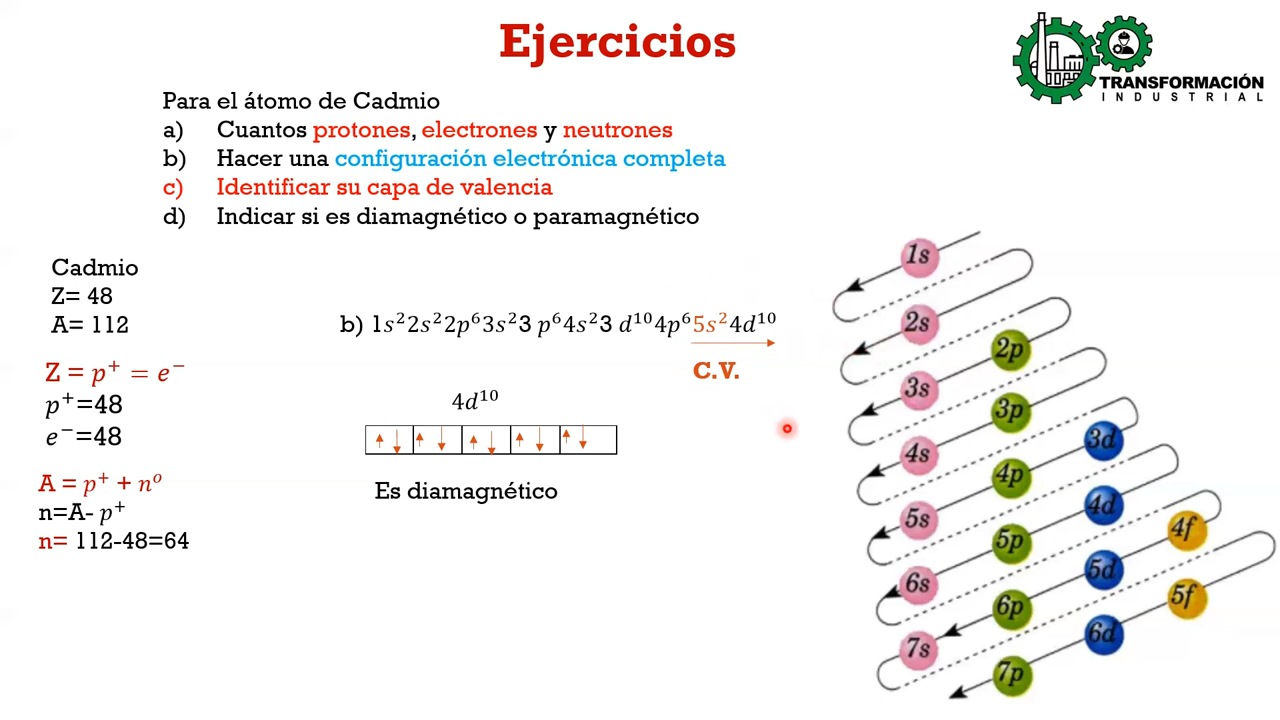 Ejercicios
TRANSFORMACIÓN
INDUSTRIAL
Para el átomo de Cadmio
a) Cuantos protones, electrones y neutrones
b) Hacer una configuración electrónica completa
c) Identificar su capa de valencia
d) Indicar si es diamagnético o paramagnético
Cadmio
Z= 48
A= 112
Z = p⁺ = e⁻
p⁺=48
e⁻=48
A = p⁺ + n⁰
n=A- p⁺
n= 112-48=64
b) 1s²2s²2p⁶3s²3 p⁶4s²3 d¹⁰4p⁶5s²4d¹⁰
C.V.
4d¹⁰
Es diamagnético
1s
2s
2p
3s
3p
3d
4s
4p
4d
4f
5s
5p
5d
5f
6s
6p
6d
7s
7p